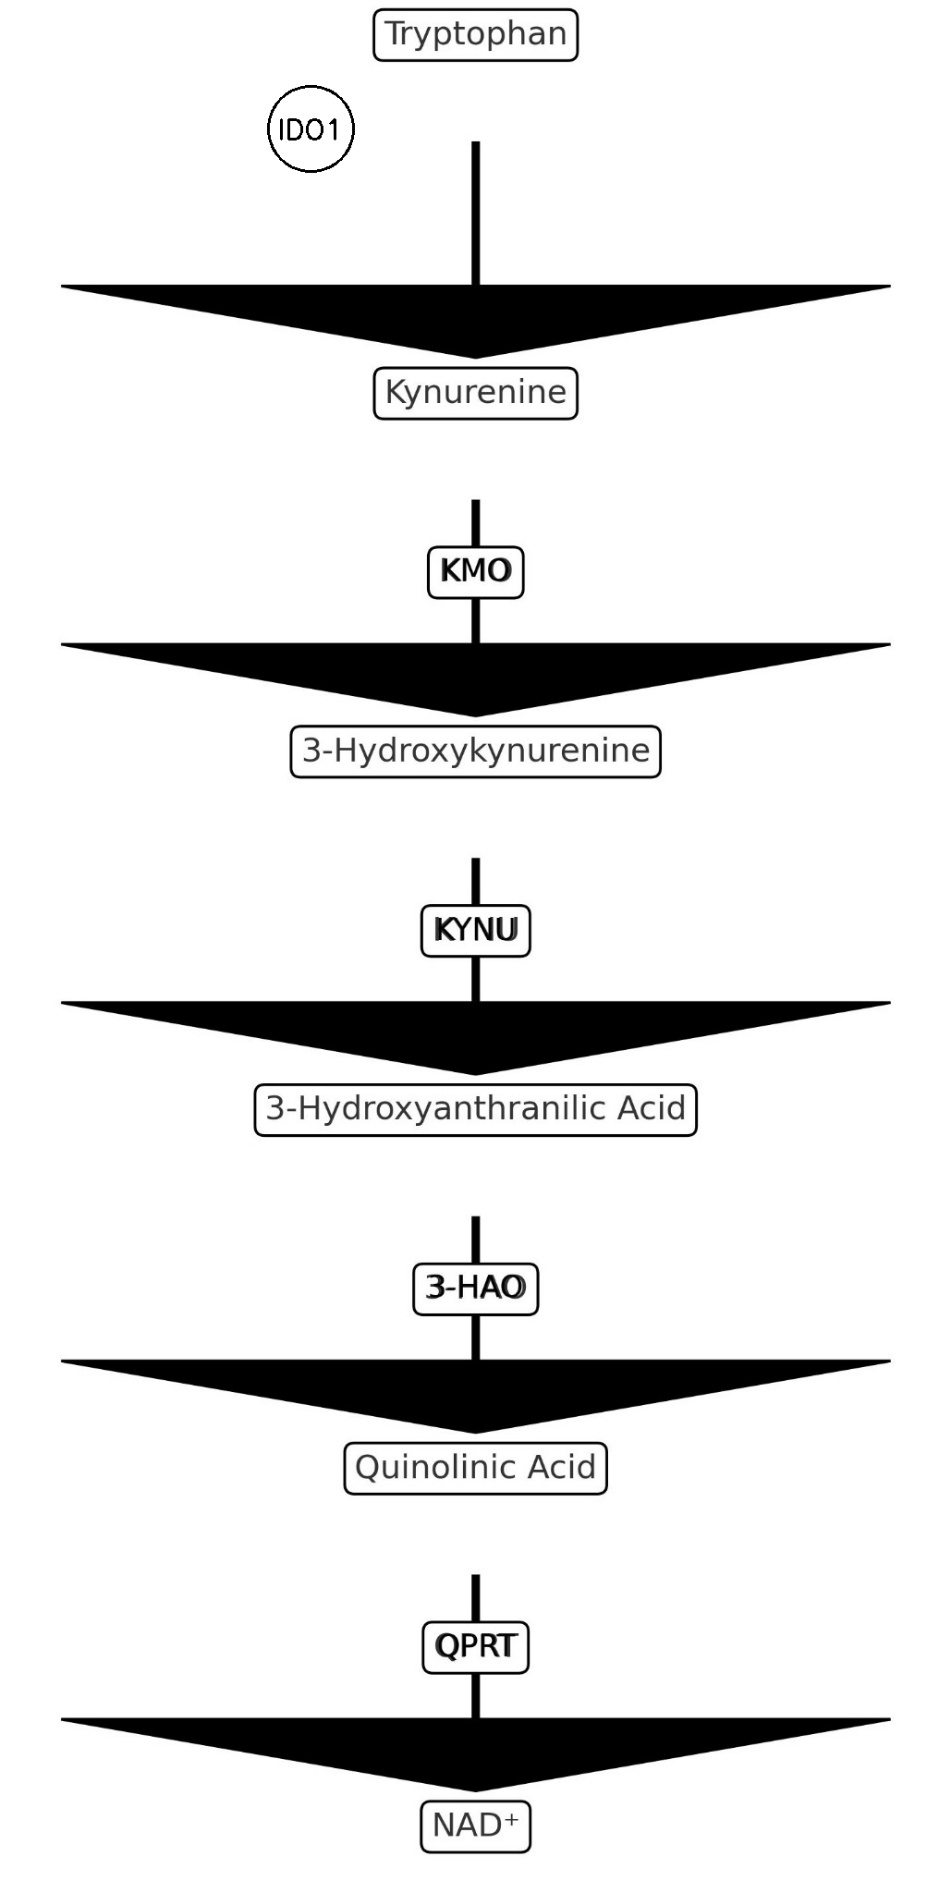 Tryptophan
IDO1
Kynurenine
KMO
3-Hydroxykynurenine
KYNU
3-Hydroxyanthranilic Acid
3-HAO
Quinolinic Acid
QPRT
NAD⁺